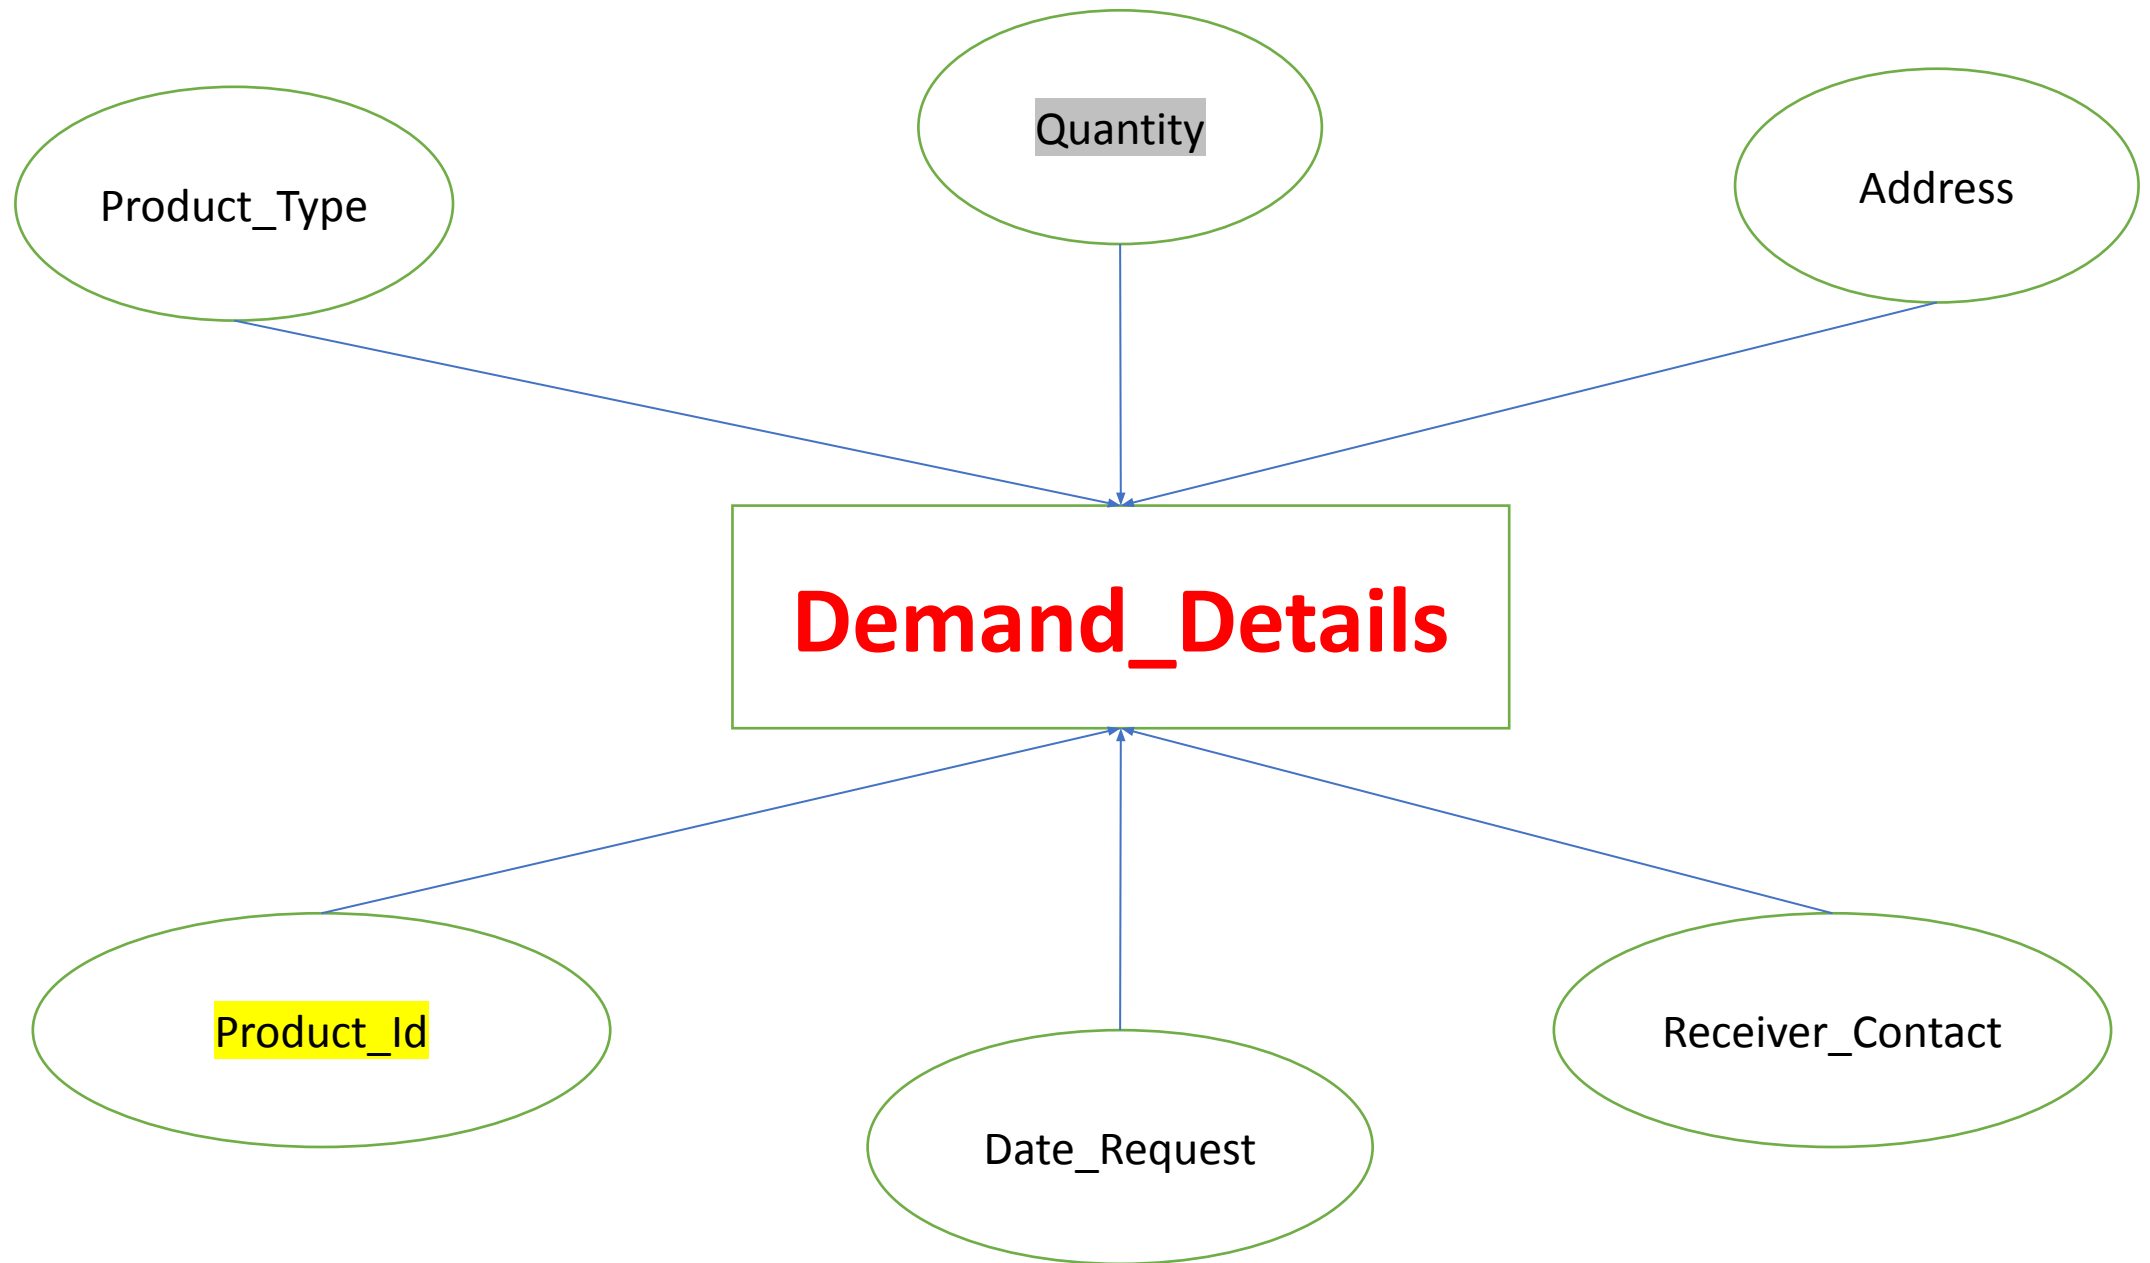 Quantity
Product_Type
Address
Demand_Details
Product_Id
Receiver_Contact
Date_Request